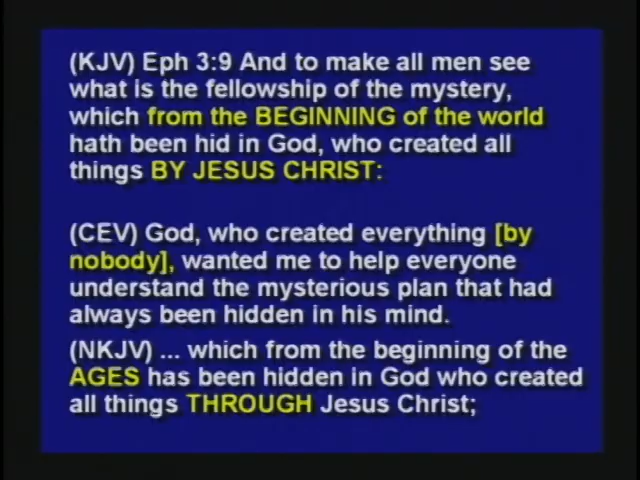 (KJV) Eph 3:9 And to make all men see
what is the fellowship of the mystery,
which from the BEGINNING of the world
hath been hid in God, who created all
things BY JESUS CHRIST:
(CEV) God, who created everything [by
nobody], wanted me to help everyone
understand the mysterious plan that had
always been hidden in his mind.
(NKJV) ... which from the beginning of the
AGES has been hidden in God who created
all things THROUGH Jesus Christ;